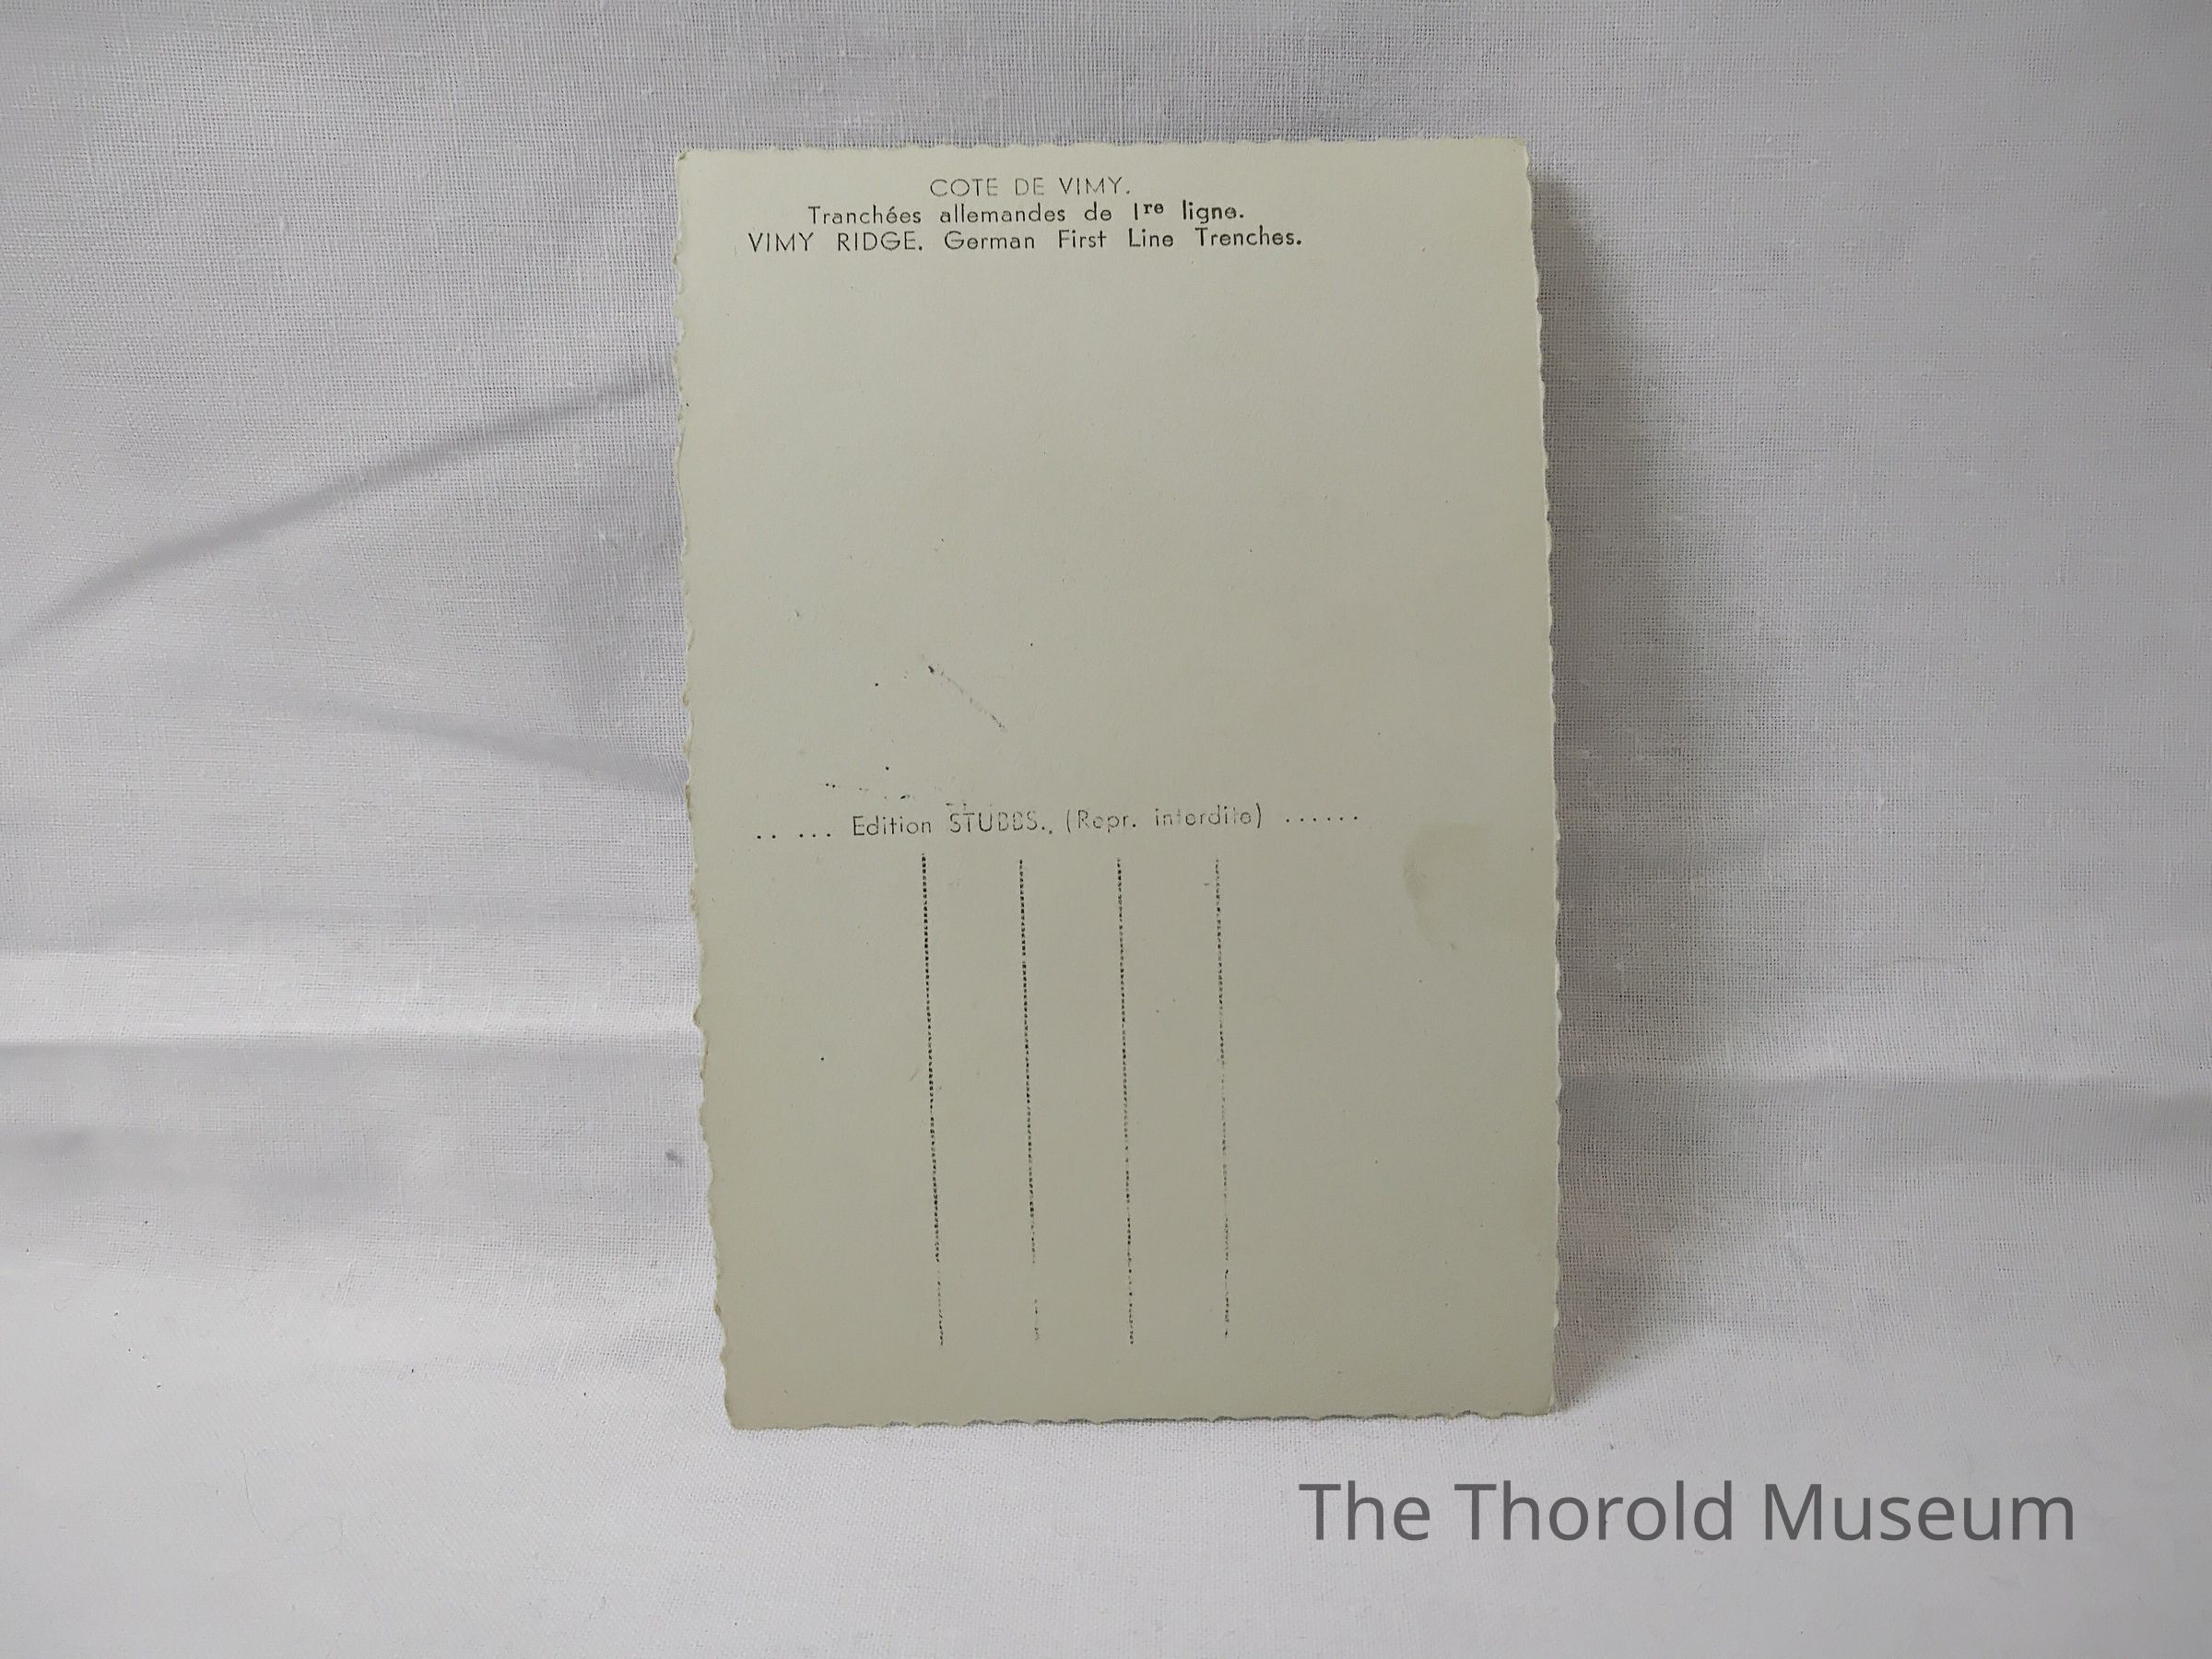 COTE DE VIMY.
Tranchées allemandes de 1re ligne.
VIMY RIDGE. German First Line Trenches.
.. ... Edition STUBBS., (Repr. interdite) ......
The Thorold Museum